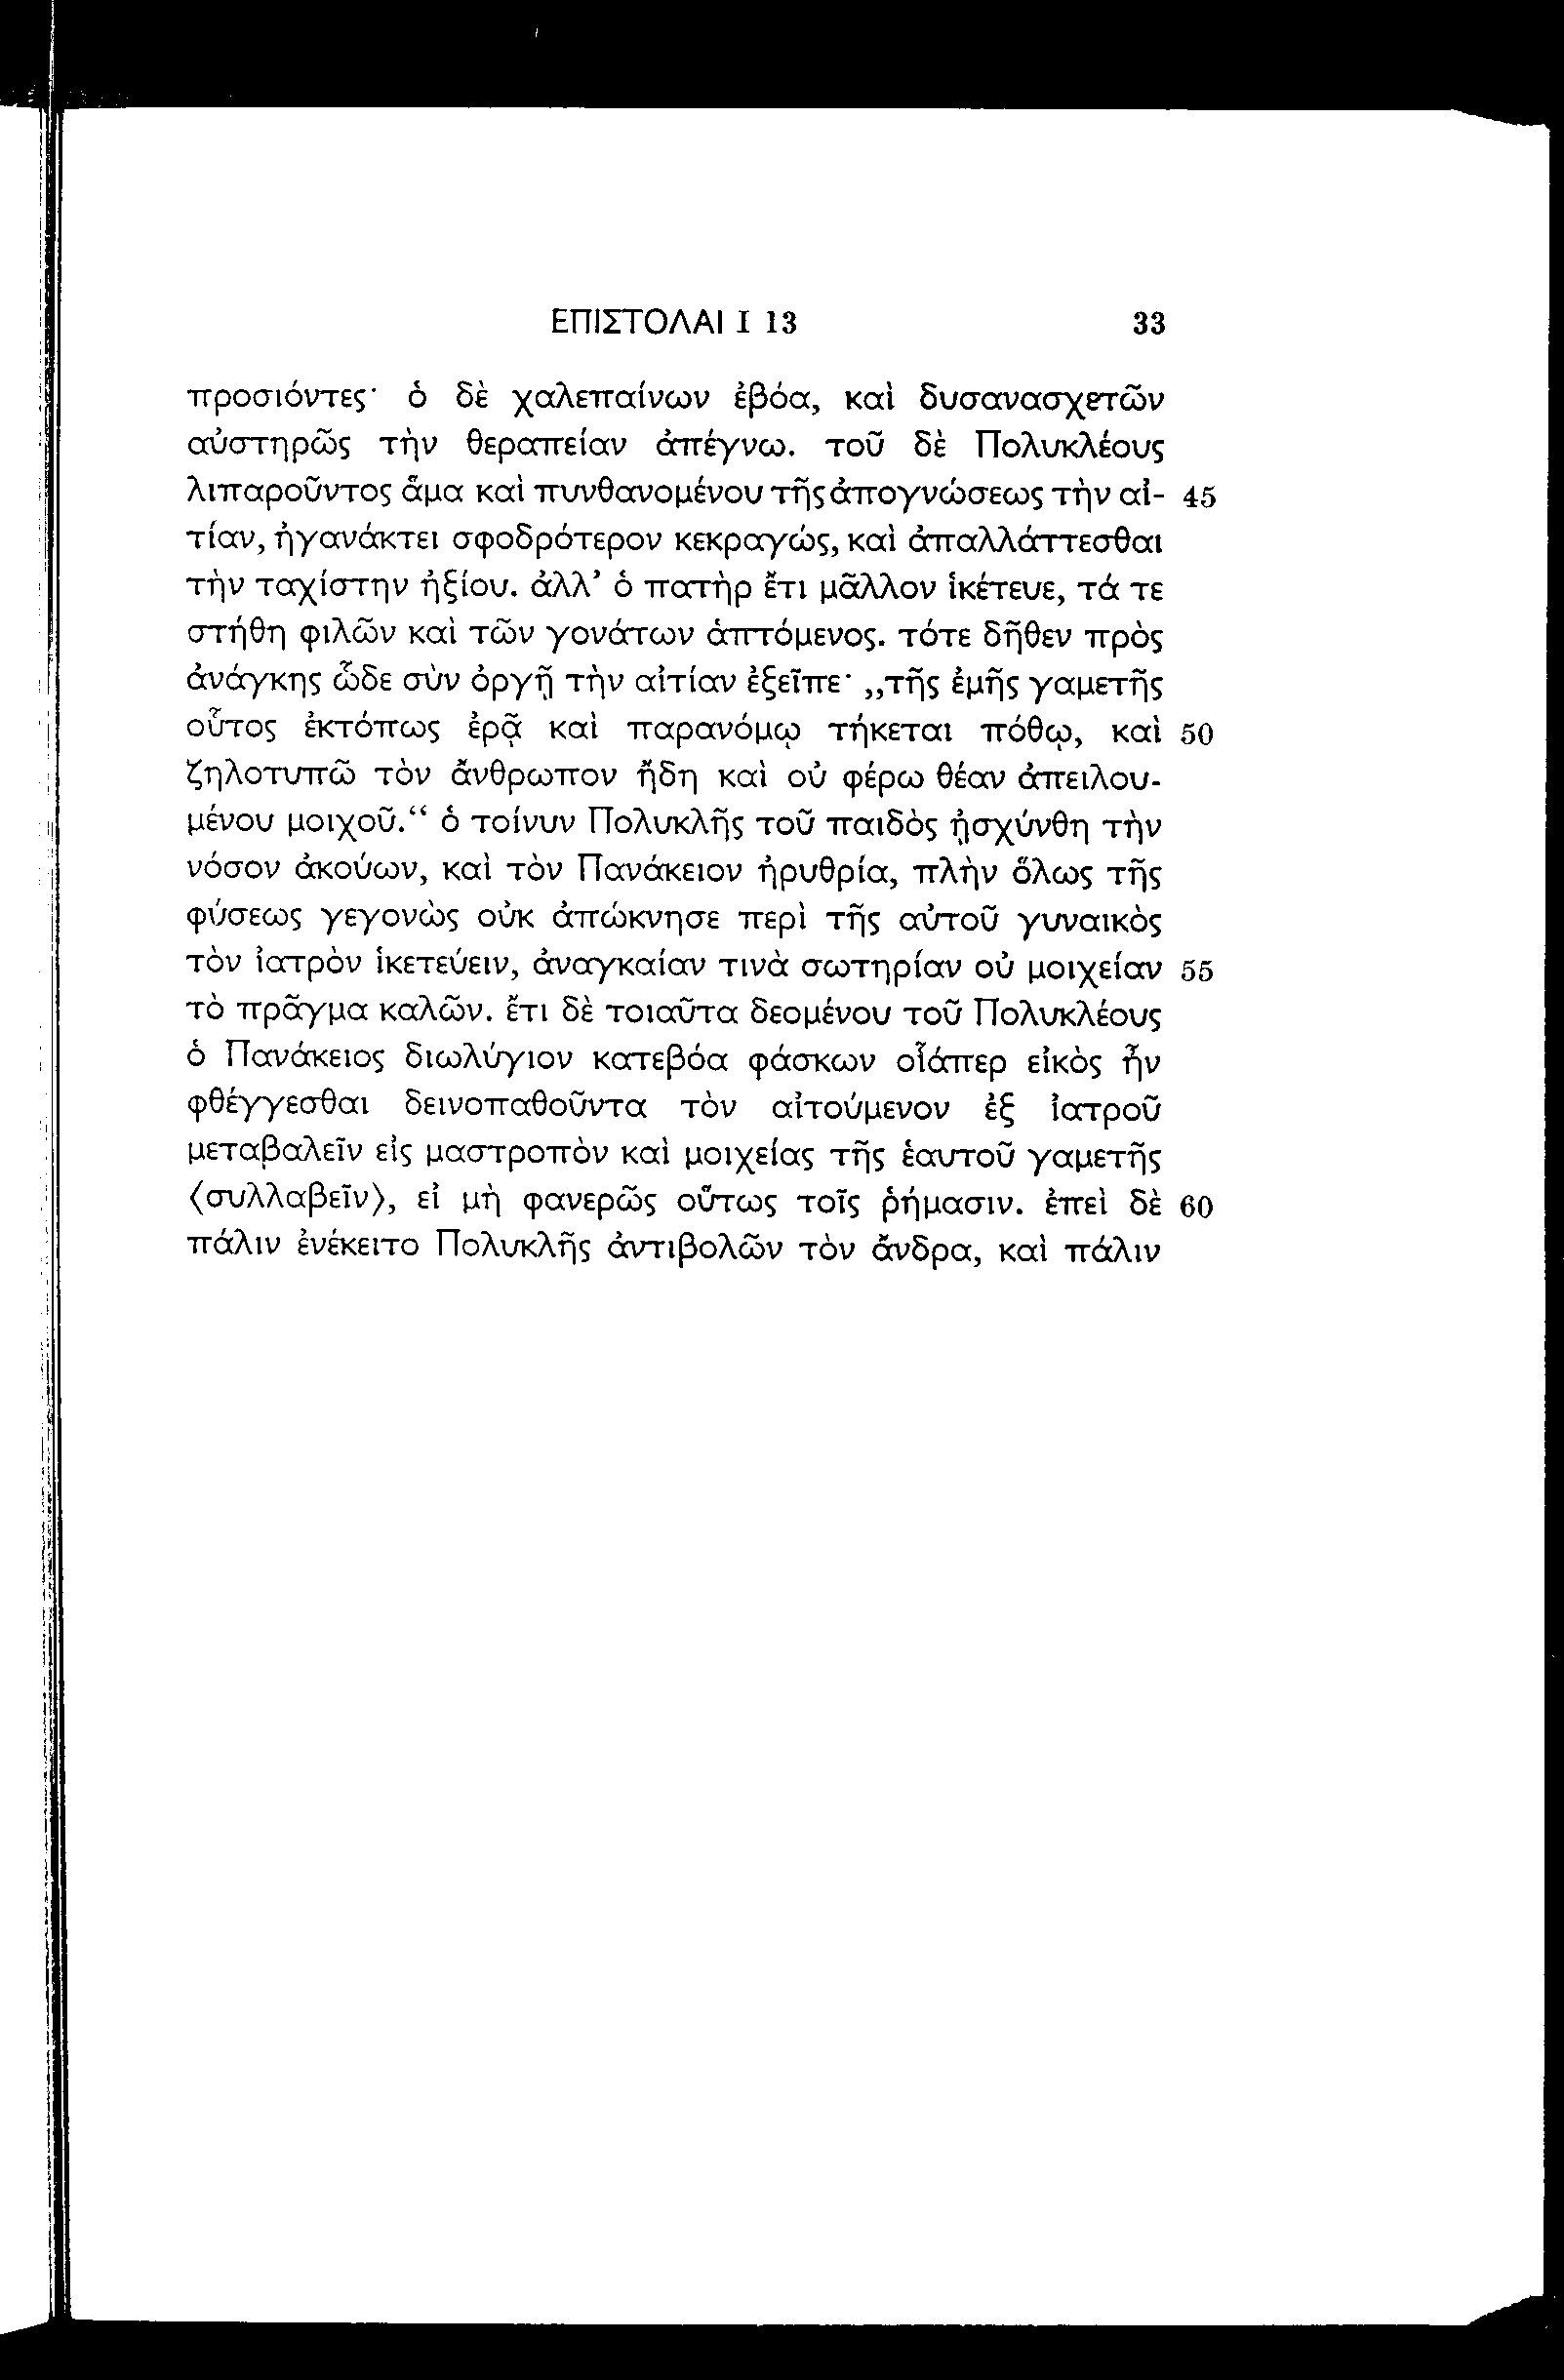 ΕΠΙΣΤΟΛΑΙ I 13 33
προσιόντες· ὁ δὲ χαλεπαίνων ἐβόα, καὶ δυσανασχετῶν
αὐστηρῶς τὴν θεραπείαν ἀπέγνω. τοῦ δὲ Πολυκλέους
λιπαροῦντος ἅμα καὶ πυνθανομένου τῆς ἀπογνώσεως τὴν αἰ- 45
τίαν, ἠγανάκτει σφοδρότερον κεκραγώς, καὶ ἀπαλλάττεσθαι
τὴν ταχίστην ἠξίου. ἀλλ’ ὁ πατὴρ ἔτι μᾶλλον ἱκέτευε, τά τε
στήθη φιλῶν καὶ τῶν γονάτων ἁπτόμενος. τότε δῆθεν πρὸς
ἀνάγκης ὧδε σὺν ὀργῇ τὴν αἰτίαν ἐξεῖπε· „τῆς ἐμῆς γαμετῆς
οὗτος ἐκτόπως ἐρᾷ καὶ παρανόμῳ τήκεται πόθῳ, καὶ 50
ζηλοτυπῶ τὸν ἄνθρωπον ἤδη καὶ οὐ φέρω θέαν ἀπειλου-
μένου μοιχοῦ.“ ὁ τοίνυν Πολυκλῆς τοῦ παιδὸς ᾐσχύνθη τὴν
νόσον ἀκούων, καὶ τὸν Πανάκειον ἠρυθρία, πλὴν ὅλως τῆς
φύσεως γεγονὼς οὐκ ἀπώκνησε περὶ τῆς αὐτοῦ γυναικὸς
τὸν ἰατρὸν ἱκετεύειν, ἀναγκαίαν τινὰ σωτηρίαν οὐ μοιχείαν 55
τὸ πρᾶγμα καλῶν. ἔτι δὲ τοιαῦτα δεομένου τοῦ Πολυκλέους
ὁ Πανάκειος διωλύγιον κατεβόα φάσκων οἷάπερ εἰκὸς ἦν
φθέγγεσθαι δεινοπαθοῦντα τὸν αἰτούμενον ἐξ ἰατροῦ
μεταβαλεῖν εἰς μαστροπὸν καὶ μοιχείας τῆς ἑαυτοῦ γαμετῆς
⟨συλλαβεῖν⟩, εἰ μὴ φανερῶς οὕτως τοῖς ῥήμασιν. ἐπεὶ δὲ 60
πάλιν ἐνέκειτο Πολυκλῆς ἀντιβολῶν τὸν ἄνδρα, καὶ πάλιν